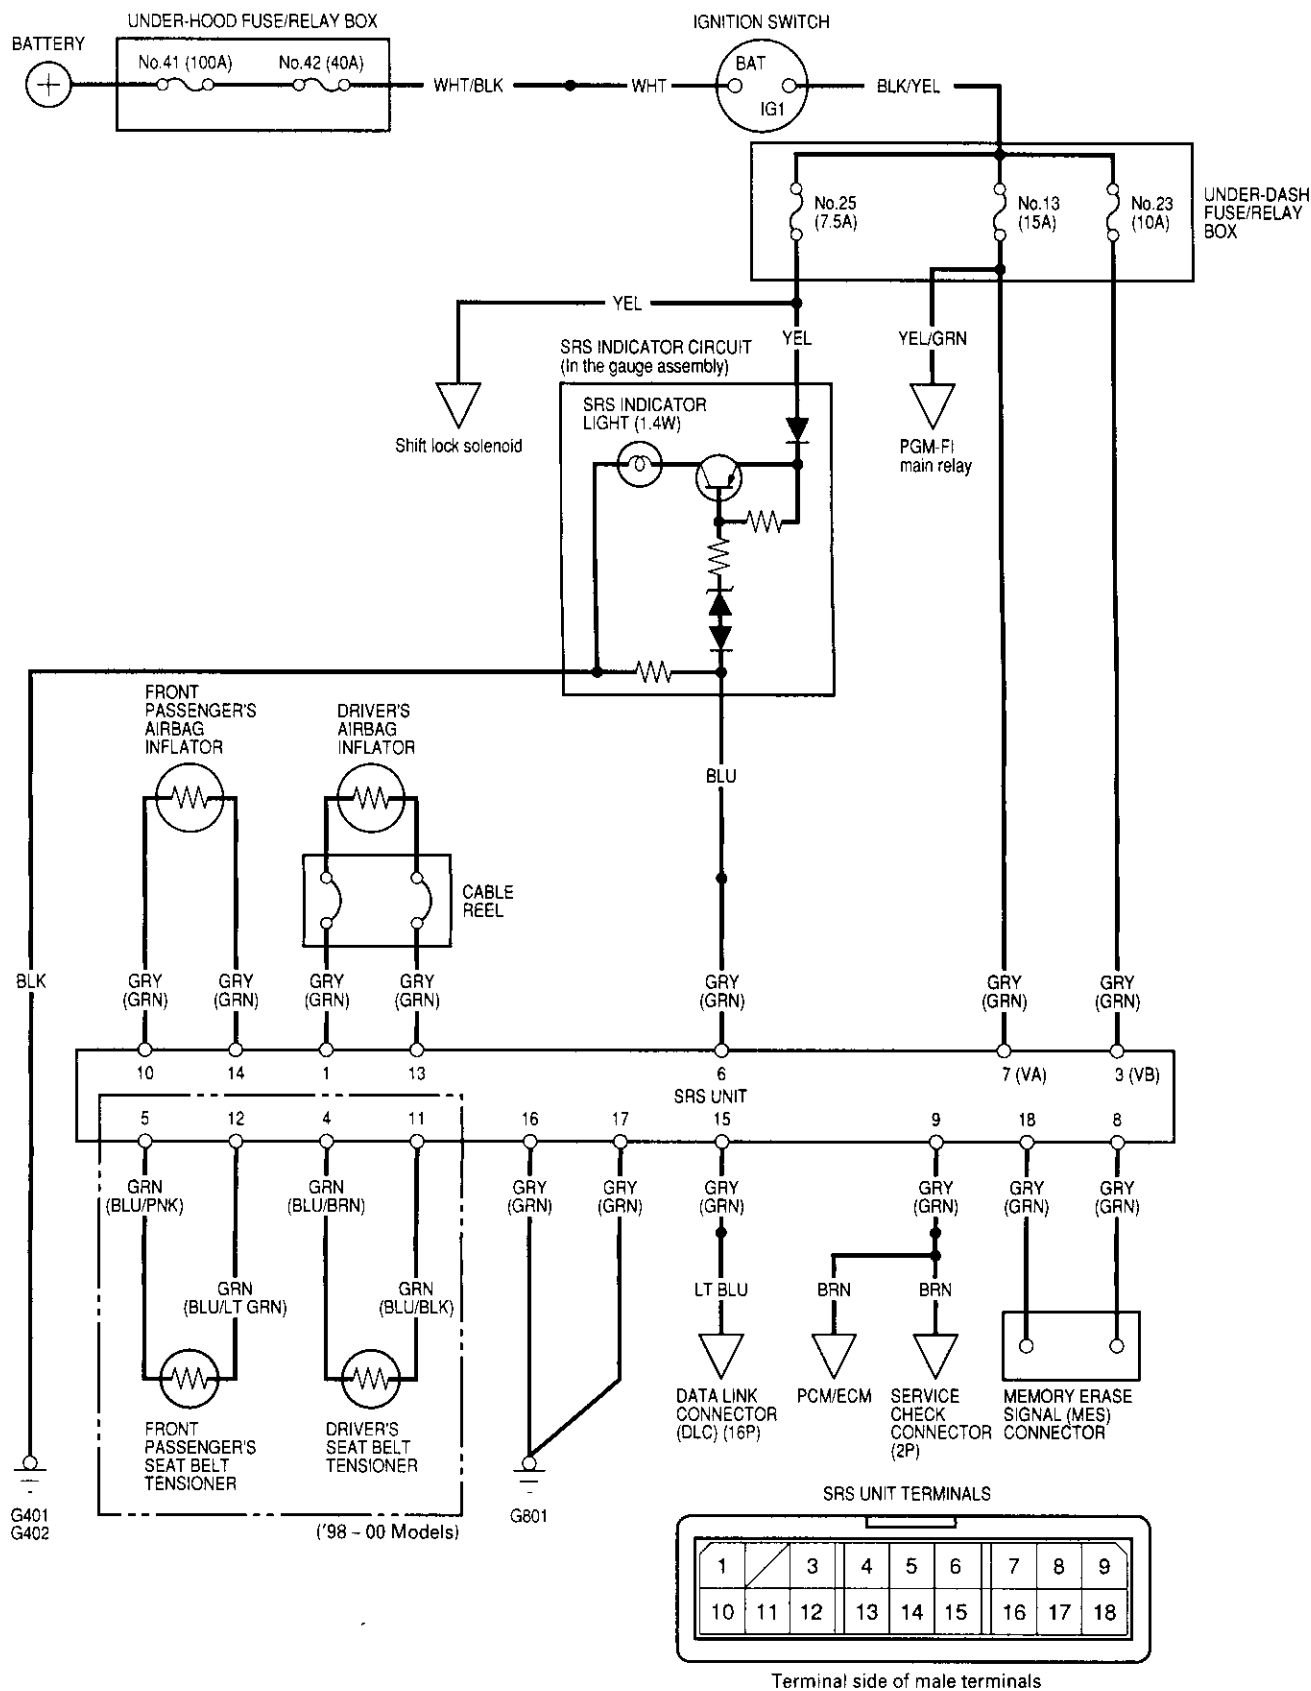 UNDER-HOOD FUSE/RELAY BOX
IGNITION SWITCH
BATTERY
No.41 (100A)
No.42 (40A)
BAT
WHT/BLK
WHT
BLK/YEL
IG1
No.25
(7.5A)
No.13
(15A)
No.23
(10A)
UNDER-DASH
FUSE/RELAY
BOX
YEL
YEL
YEL/GRN
SRS INDICATOR CIRCUIT
(In the gauge assembly)
SRS INDICATOR
LIGHT (1.4W)
Shift lock solenoid
PGM-FI
main relay
FRONT
PASSENGER'S
AIRBAG
INFLATOR
DRIVER'S
AIRBAG
INFLATOR
BLU
CABLE
REEL
BLK
GRY
(GRN)
GRY
(GRN)
GRY
(GRN)
GRY
(GRN)
GRY
(GRN)
GRY
(GRN)
GRY
(GRN)
10
14
1
13
6
7 (VA)
3 (VB)
SRS UNIT
5
12
4
11
16
17
15
9
18
8
GRN
(BLU/PNK)
GRN
(BLU/BRN)
GRY
(GRN)
GRY
(GRN)
GRY
(GRN)
GRY
(GRN)
GRY
(GRN)
GRY
(GRN)
GRN
(BLU/LT GRN)
GRN
(BLU/BLK)
LT BLU
BRN
BRN
FRONT
PASSENGER'S
SEAT BELT
TENSIONER
DRIVER'S
SEAT BELT
TENSIONER
DATA LINK
CONNECTOR
(DLC) (16P)
PCM/ECM
SERVICE
CHECK
CONNECTOR
(2P)
MEMORY ERASE
SIGNAL (MES)
CONNECTOR
G401
G402
G801
('98 – 00 Models)
SRS UNIT TERMINALS
1 3 4 5 6 7 8 9
10 11 12 13 14 15 16 17 18
Terminal side of male terminals